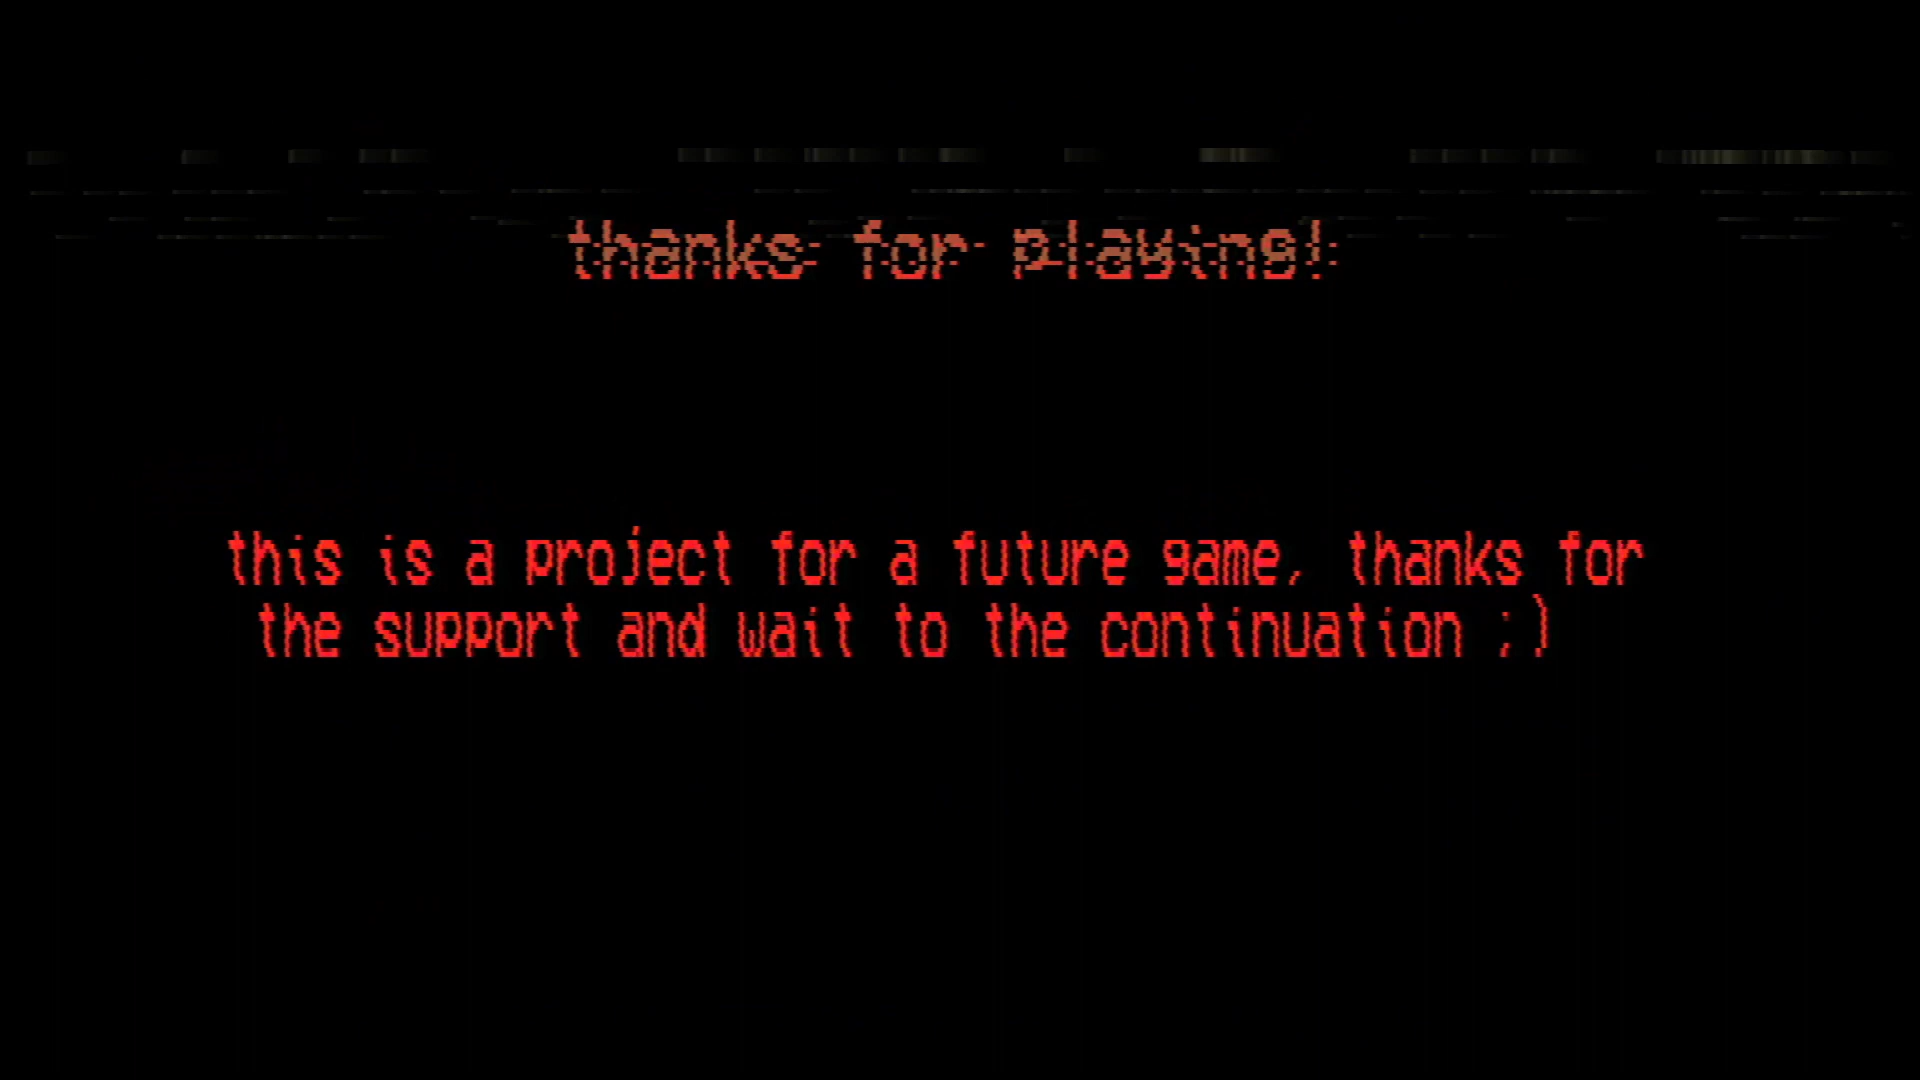 thanks for playing!
this is a project for a future game, thanks for
the support and wait to the continuation ;)